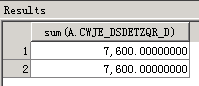 Results
sum(A.CWJE_DSDETZQR_D)
1 7,600.00000000
2 7,600.00000000